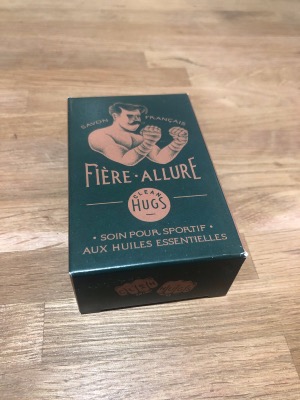 SAVON FRANÇAIS
FIÈRE · ALLURE
CLEAN
HUGS
• SOIN POUR SPORTIF •
AUX HUILES ESSENTIELLES